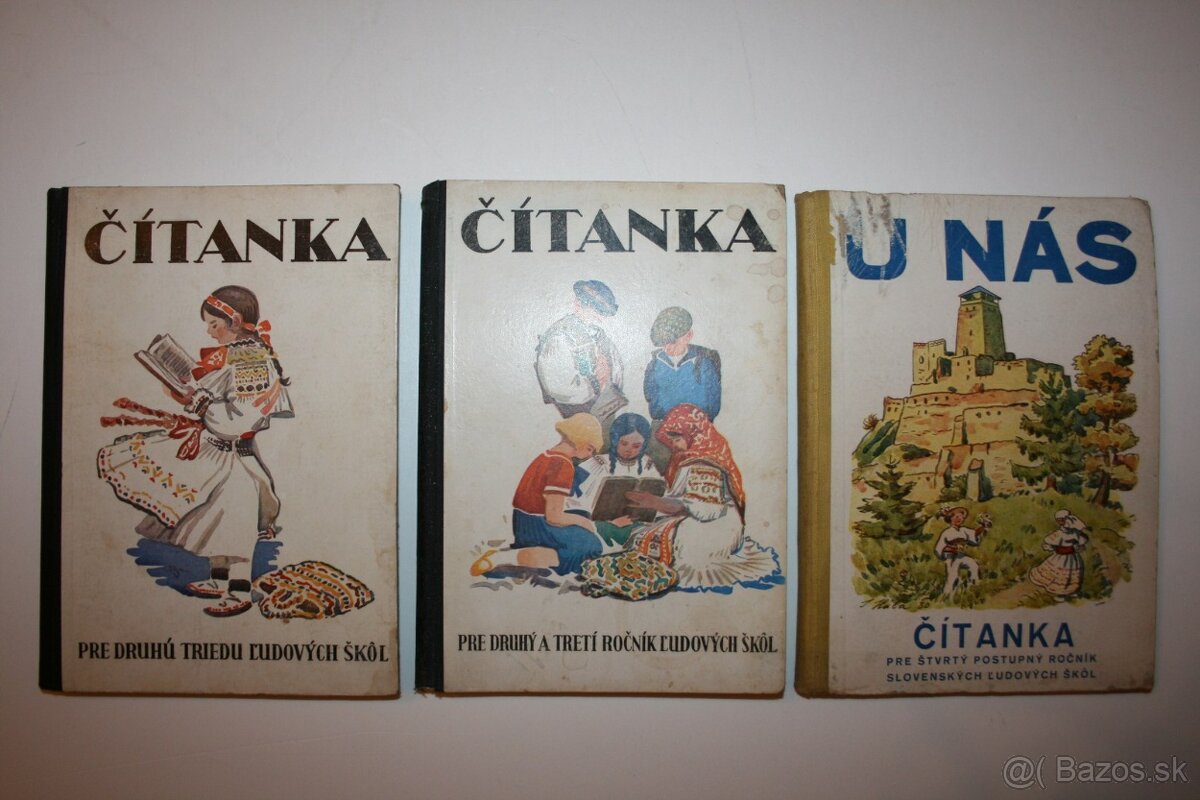 ČÍTANKA
PRE DRUHÚ TRIEDU ĽUDOVÝCH ŠKÔL
ČÍTANKA
PRE DRUHÝ A TRETÍ ROČNÍK ĽUDOVÝCH ŠKÔL
U NÁS
ČÍTANKA
PRE ŠTVRTÝ POSTUPNÝ ROČNÍK
SLOVENSKÝCH ĽUDOVÝCH ŠKÔL
@( Bazos.sk